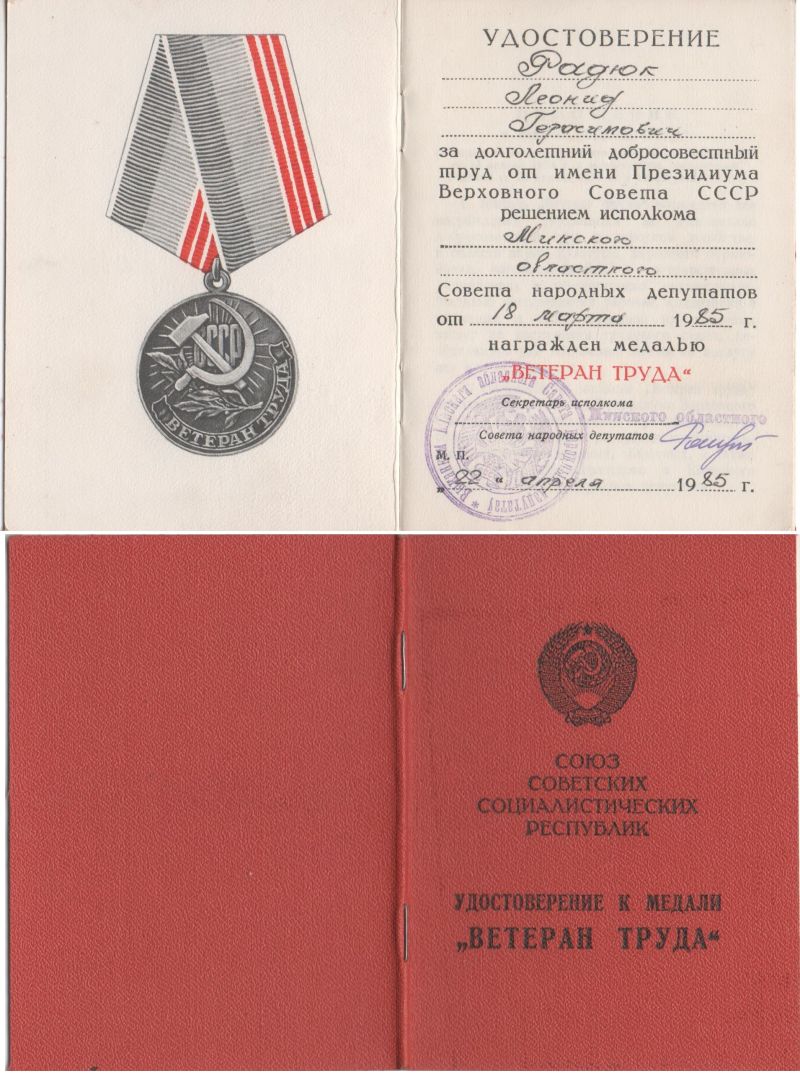 СССР
ВЕТЕРАН ТРУДА
УДОСТОВЕРЕНИЕ
Радюк
Леонид
Герасимович
за долголетний добросовестный
труд от имени Президиума
Верховного Совета СССР
решением исполкома
Минского
областного
Совета народных депутатов
от 18 марта 1985 г.
награжден медалью
„ВЕТЕРАН ТРУДА“
Секретарь исполкома
Минского областного
Совета народных депутатов
М. П.
„22“ апреля 1985 г.
СОЮЗ
СОВЕТСКИХ
СОЦИАЛИСТИЧЕСКИХ
РЕСПУБЛИК
УДОСТОВЕРЕНИЕ К МЕДАЛИ
„ВЕТЕРАН ТРУДА“